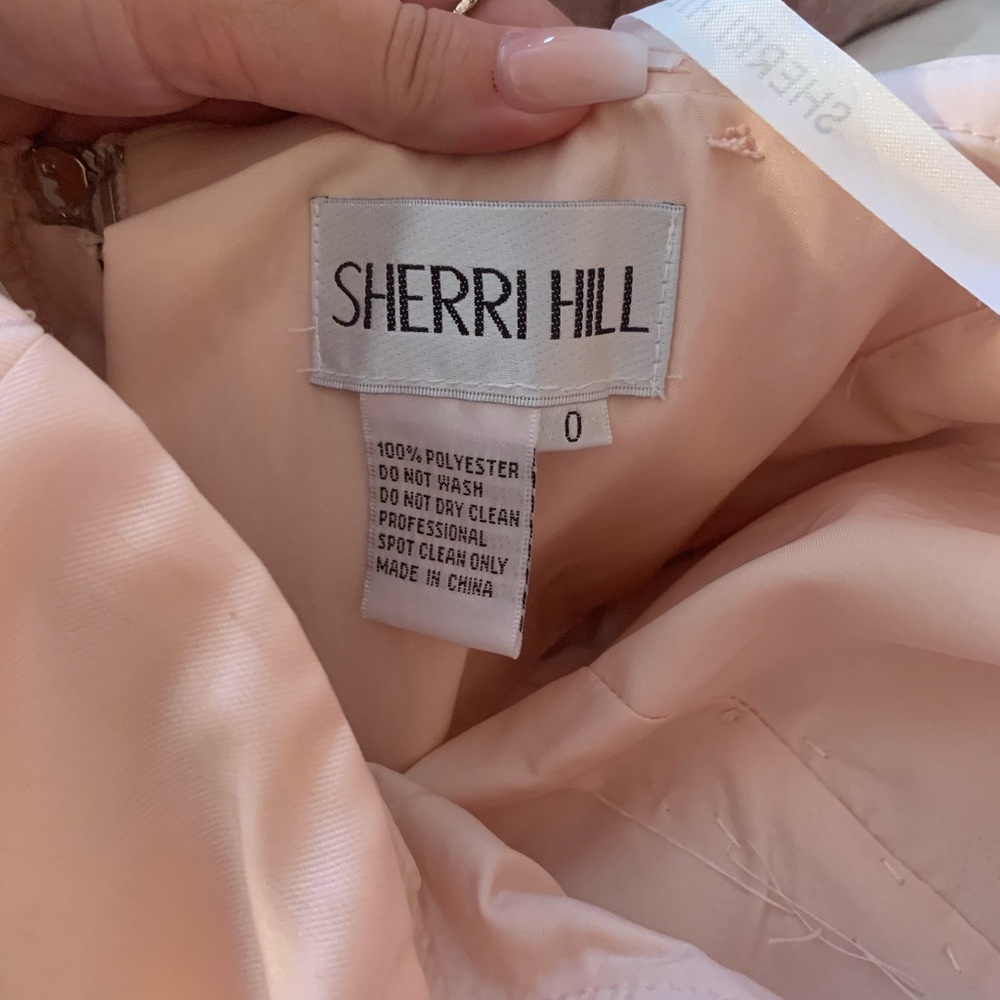 SHERRI
SHERRI HILL
0
100% POLYESTER
DO NOT WASH
DO NOT DRY CLEAN
PROFESSIONAL
SPOT CLEAN ONLY
MADE IN CHINA